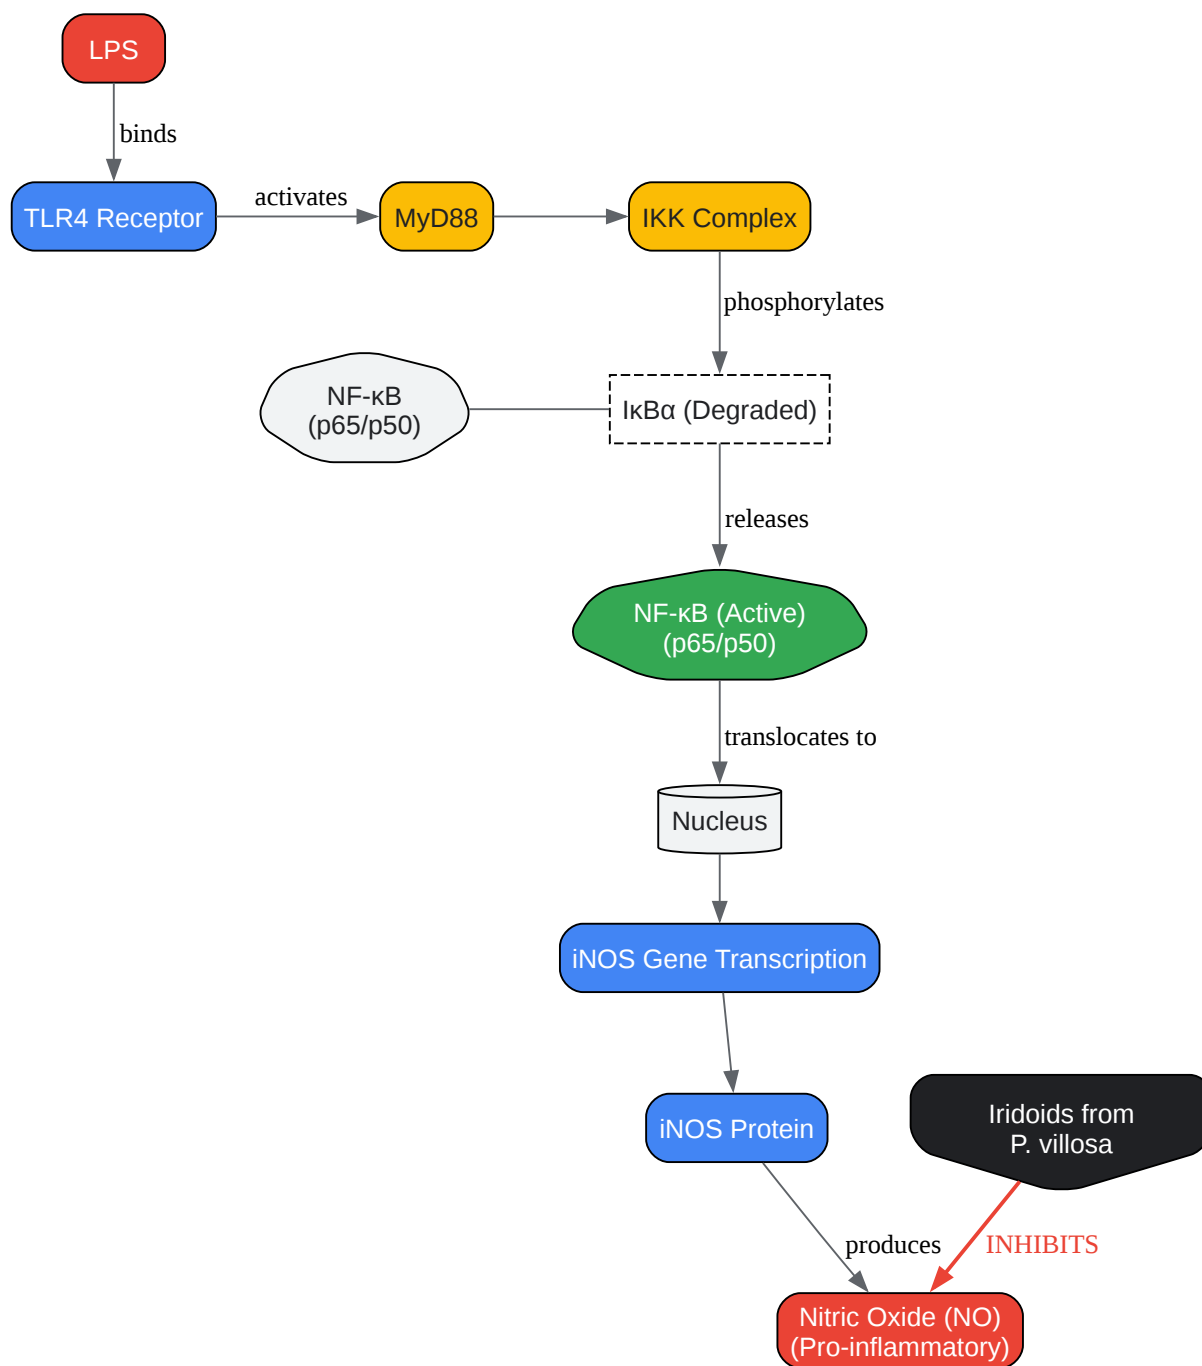 LPS
binds
TLR4 Receptor
activates
MyD88
IKK Complex
phosphorylates
NF-κB
(p65/p50)
IκBα (Degraded)
releases
NF-κB (Active)
(p65/p50)
translocates to
Nucleus
iNOS Gene Transcription
iNOS Protein
Iridoids from
P. villosa
produces
INHIBITS
Nitric Oxide (NO)
(Pro-inflammatory)